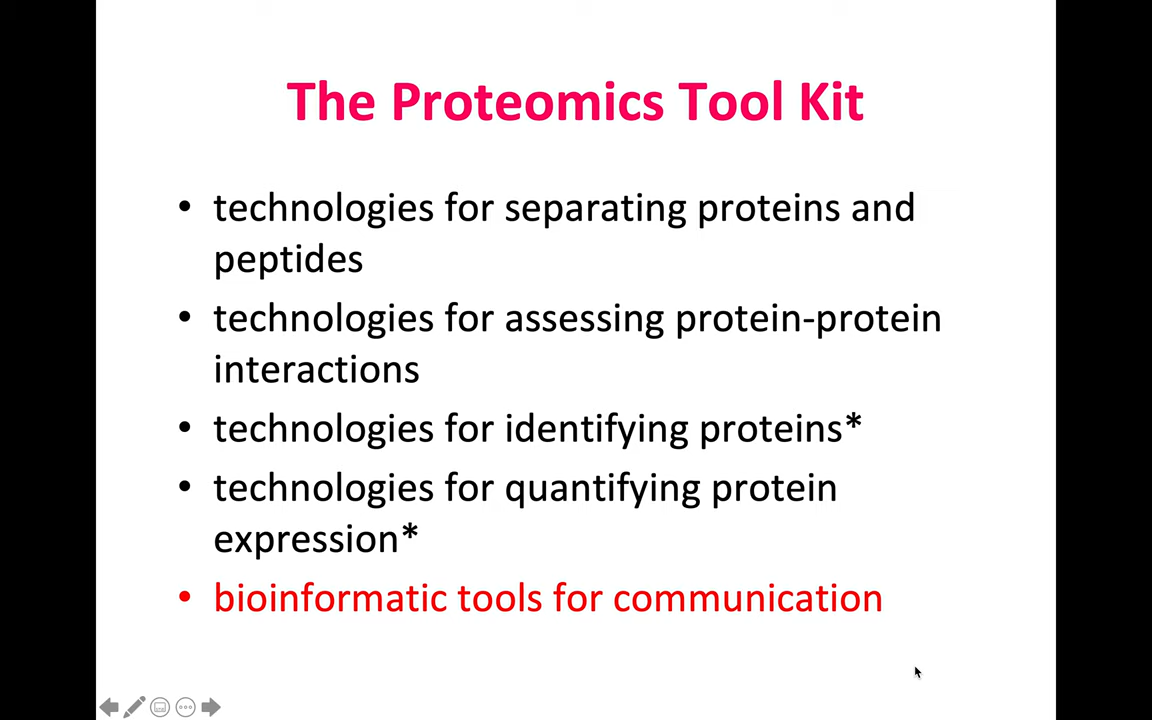 The Proteomics Tool Kit
• technologies for separating proteins and
peptides
• technologies for assessing protein-protein
interactions
• technologies for identifying proteins*
• technologies for quantifying protein
expression*
• bioinformatic tools for communication